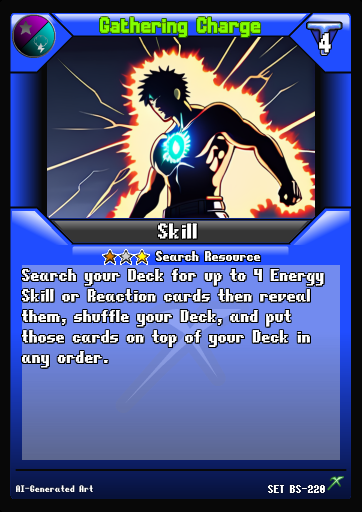 Gathering Charge
4
Skill
Search Resource
Search your Deck for up to 4 Energy
Skill or Reaction cards then reveal
them, shuffle your Deck, and put
those cards on top of your Deck in
any order.
AI-Generated Art
SET BS-220